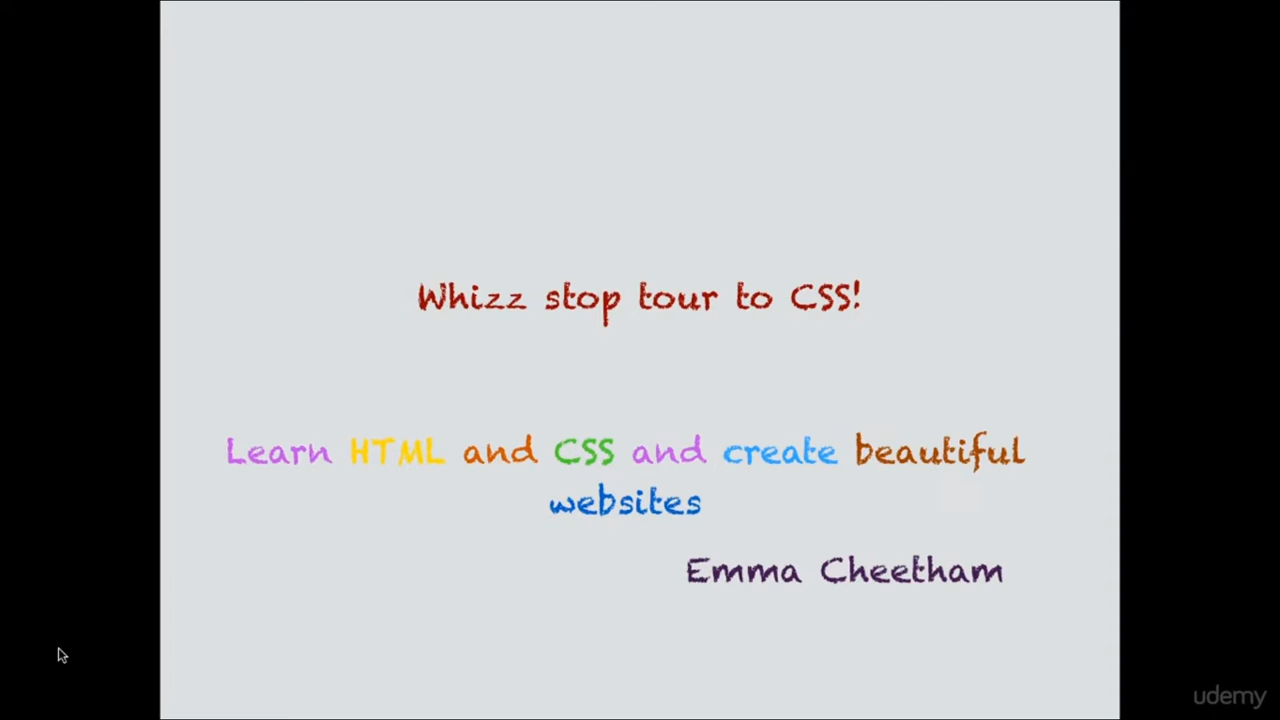 Whizz stop tour to CSS!
Learn HTML and CSS and create beautiful
websites
Emma Cheetham
udemy